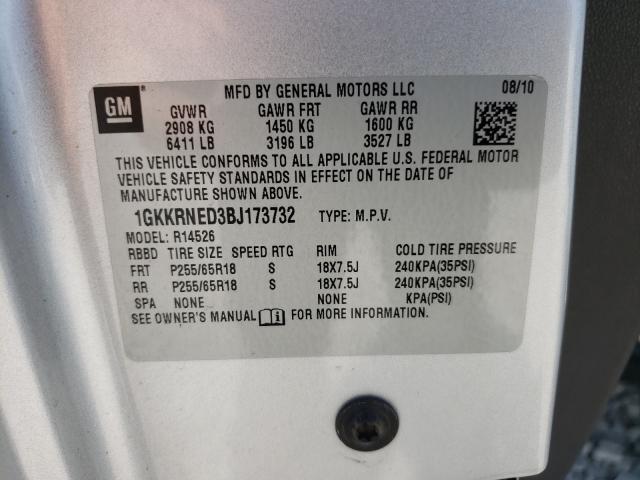 GM
MFD BY GENERAL MOTORS LLC 08/10
GVWR GAWR FRT GAWR RR
2908 KG 1450 KG 1600 KG
6411 LB 3196 LB 3527 LB
THIS VEHICLE CONFORMS TO ALL APPLICABLE U.S. FEDERAL MOTOR
VEHICLE SAFETY STANDARDS IN EFFECT ON THE DATE OF
MANUFACTURE SHOWN ABOVE.
1GKKRNED3BJ173732 TYPE: M.P.V.
MODEL: R14526
RBBD TIRE SIZE SPEED RTG RIM COLD TIRE PRESSURE
FRT P255/65R18 S 18X7.5J 240KPA(35PSI)
RR P255/65R18 S 18X7.5J 240KPA(35PSI)
SPA NONE NONE KPA(PSI)
SEE OWNER'S MANUAL FOR MORE INFORMATION.